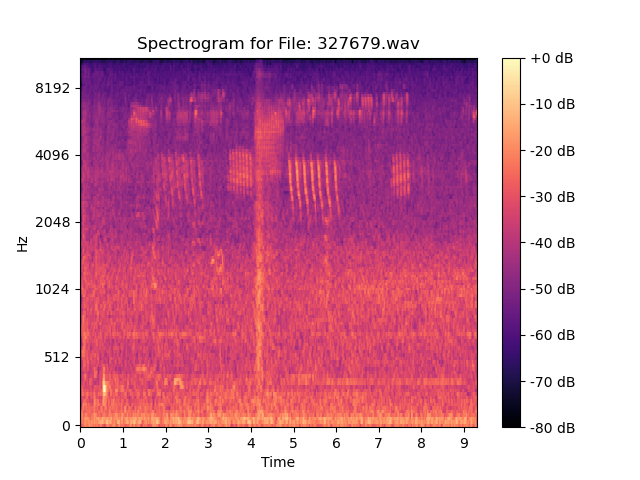 Spectrogram for File: 327679.wav
8192
4096
2048
1024
512
0
Hz
0 1 2 3 4 5 6 7 8 9
Time
+0 dB
-10 dB
-20 dB
-30 dB
-40 dB
-50 dB
-60 dB
-70 dB
-80 dB